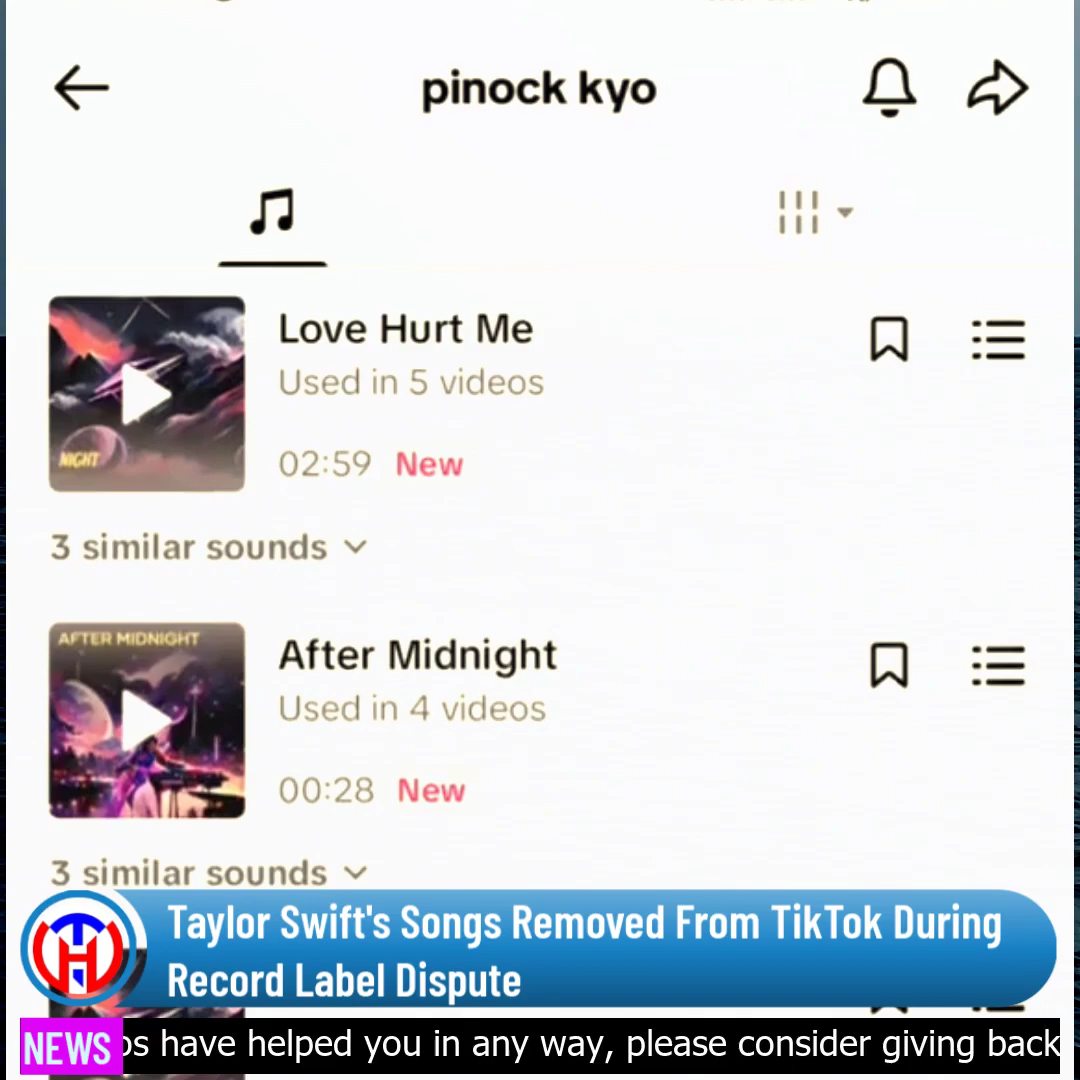 pinock kyo
Love Hurt Me
Used in 5 videos
NIGHT
02:59 New
3 similar sounds
AFTER MIDNIGHT
After Midnight
Used in 4 videos
00:28 New
3 similar sounds
Taylor Swift's Songs Removed From TikTok During
Record Label Dispute
NEWS have helped you in any way, please consider giving back